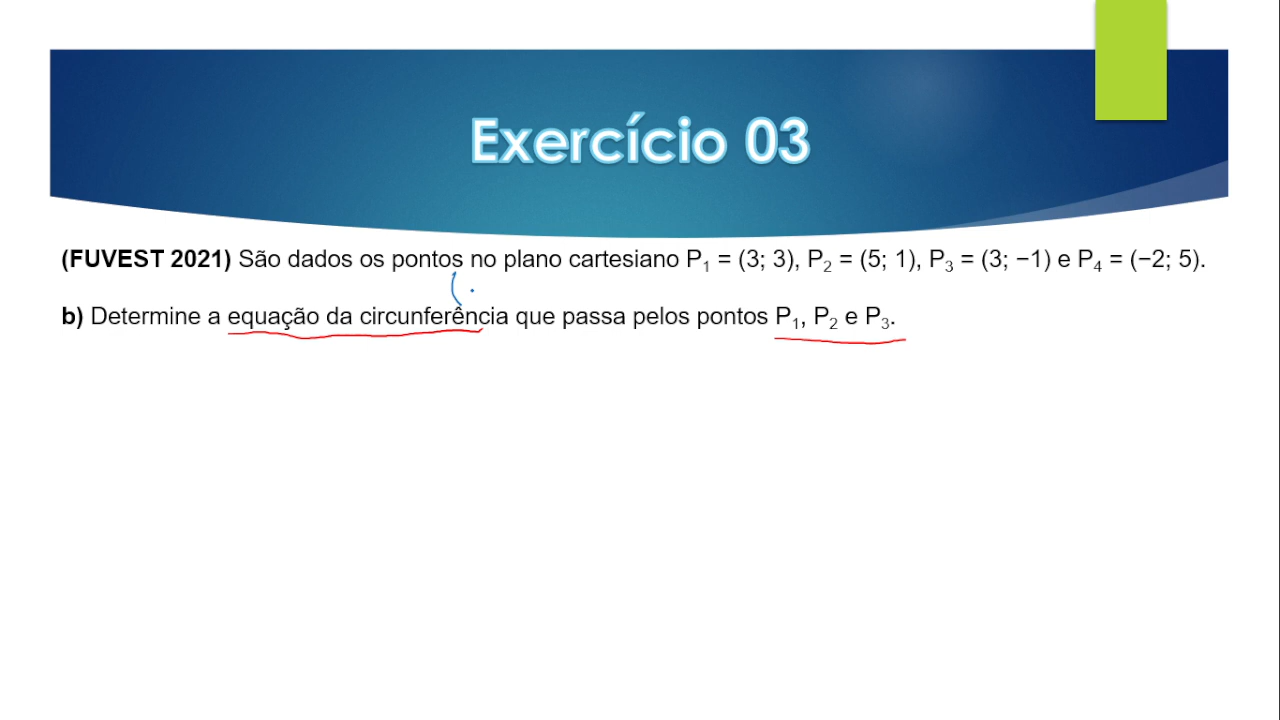 Exercício 03
(FUVEST 2021) São dados os pontos no plano cartesiano P₁ = (3; 3), P₂ = (5; 1), P₃ = (3; −1) e P₄ = (−2; 5).
b) Determine a equação da circunferência que passa pelos pontos P₁, P₂ e P₃.